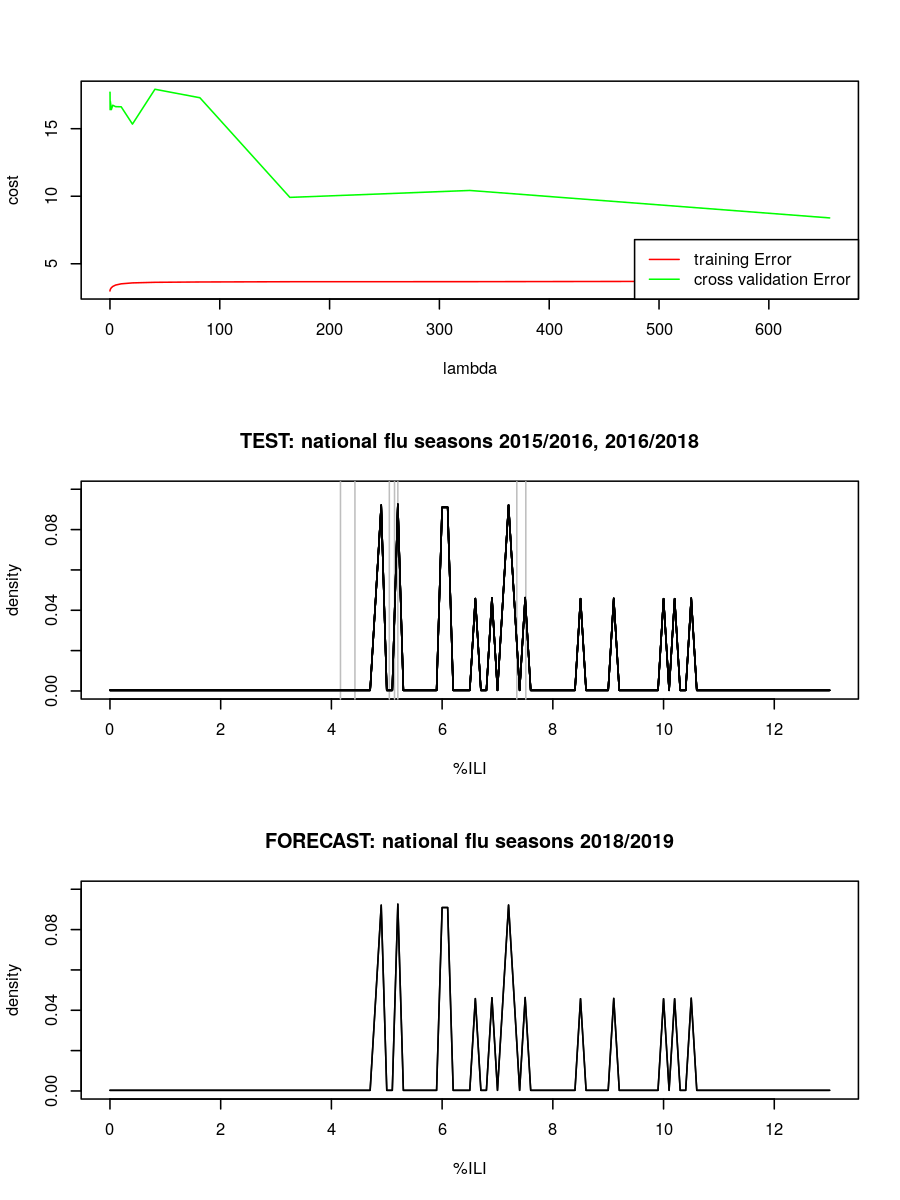 cost
5
10
15
training Error
cross validation Error
0 100 200 300 400 500 600
lambda
TEST: national flu seasons 2015/2016, 2016/2018
density
0.00
0.04
0.08
0 2 4 6 8 10 12
%ILI
FORECAST: national flu seasons 2018/2019
density
0.00
0.04
0.08
0 2 4 6 8 10 12
%ILI